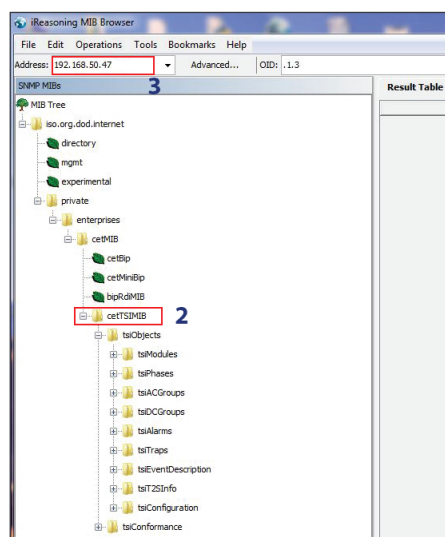 iReasoning MIB Browser
File Edit Operations Tools Bookmarks Help
Address: 192.168.50.47 Advanced... OID: .1.3
SNMP MIBs 3 Result Table
MIB Tree
iso.org.dod.internet
directory
mgmt
experimental
private
enterprises
cetMIB
cetBip
cetMiniBip
bipRdiMIB
cetTSIMIB 2
tsiObjects
tsiModules
tsiPhases
tsiACGroups
tsiDCGroups
tsiAlarms
tsiTraps
tsiEventDescription
tsiT2SInfo
tsiConfiguration
tsiConformance